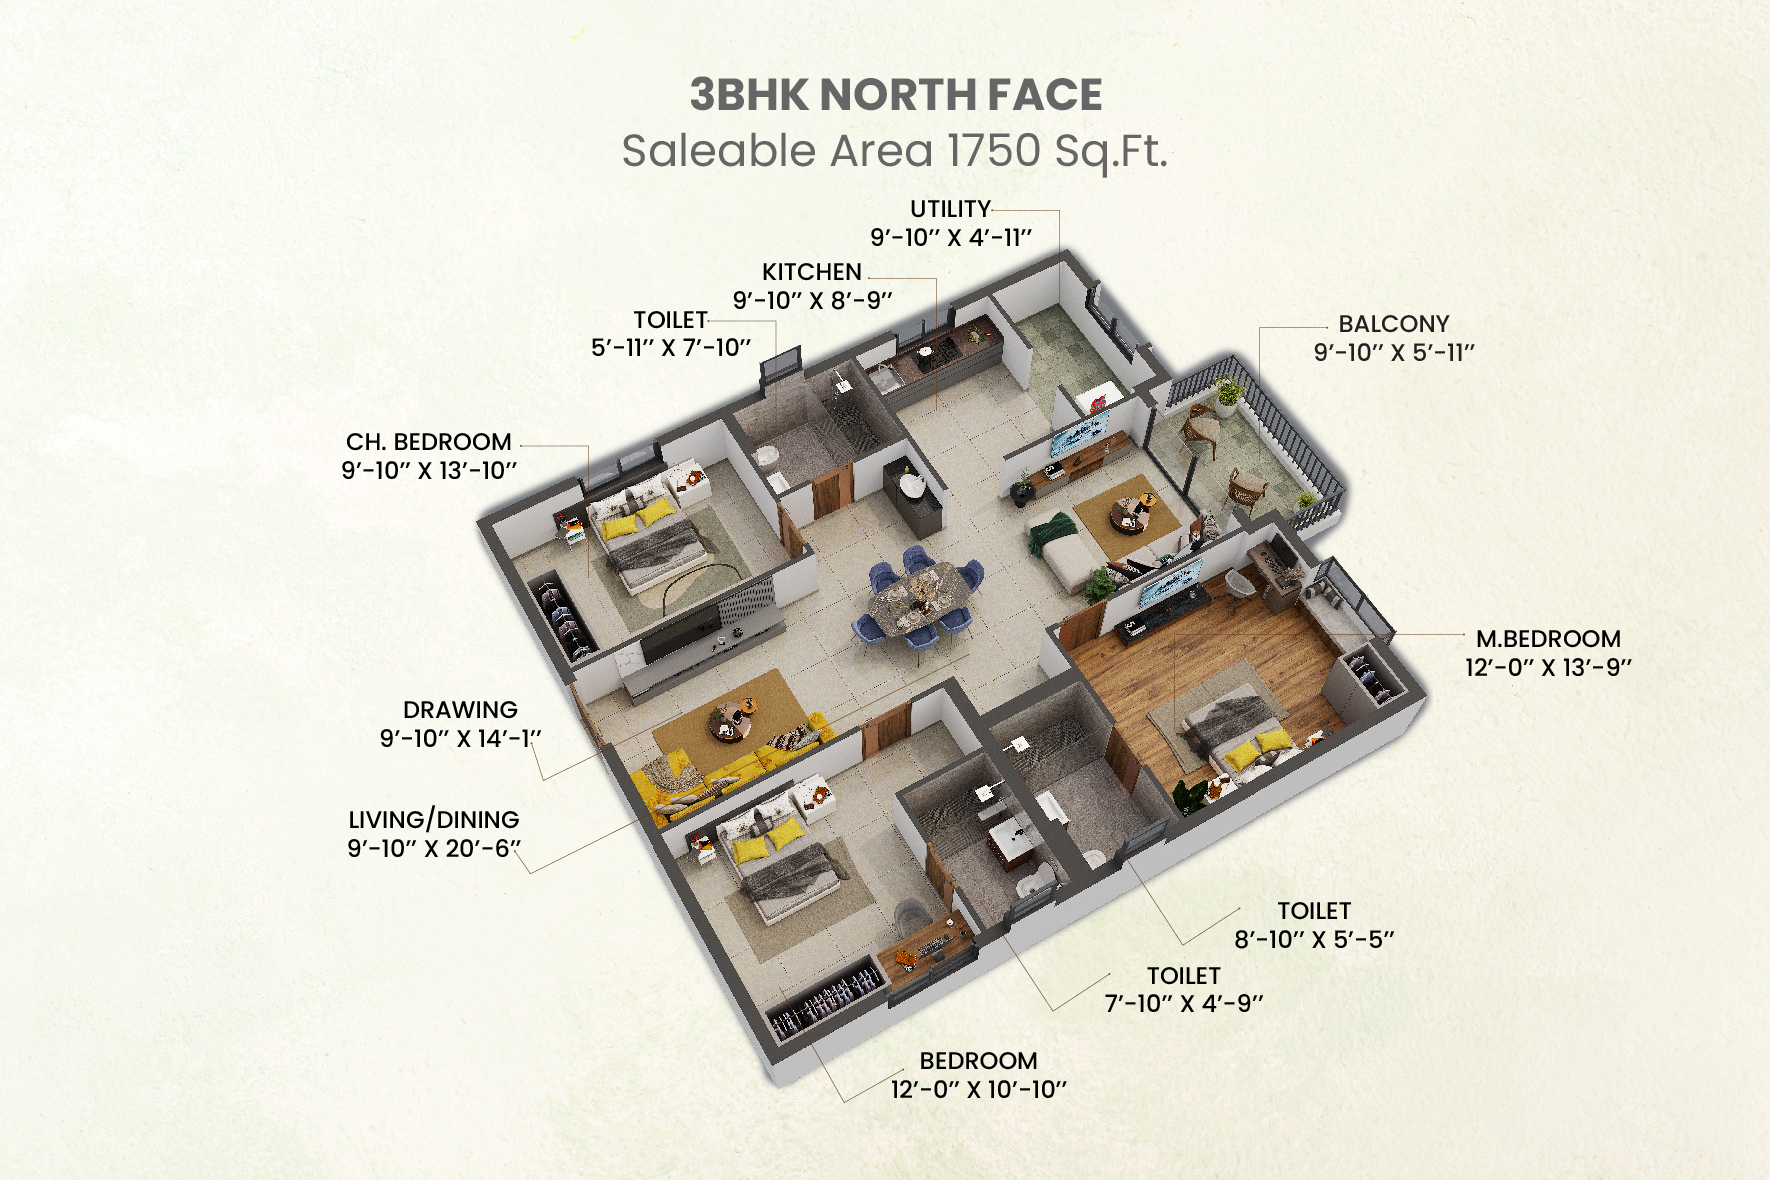 3BHK NORTH FACE
Saleable Area 1750 Sq.Ft.
UTILITY
9’-10’’ X 4’-11’’
KITCHEN
9’-10’’ X 8’-9’’
TOILET
5’-11’’ X 7’-10’’
BALCONY
9’-10’’ X 5’-11’’
CH. BEDROOM
9’-10’’ X 13’-10’’
M.BEDROOM
12’-0’’ X 13’-9’’
DRAWING
9’-10’’ X 14’-1’’
LIVING/DINING
9’-10’’ X 20’-6’’
TOILET
8’-10’’ X 5’-5’’
TOILET
7’-10’’ X 4’-9’’
BEDROOM
12’-0’’ X 10’-10’’